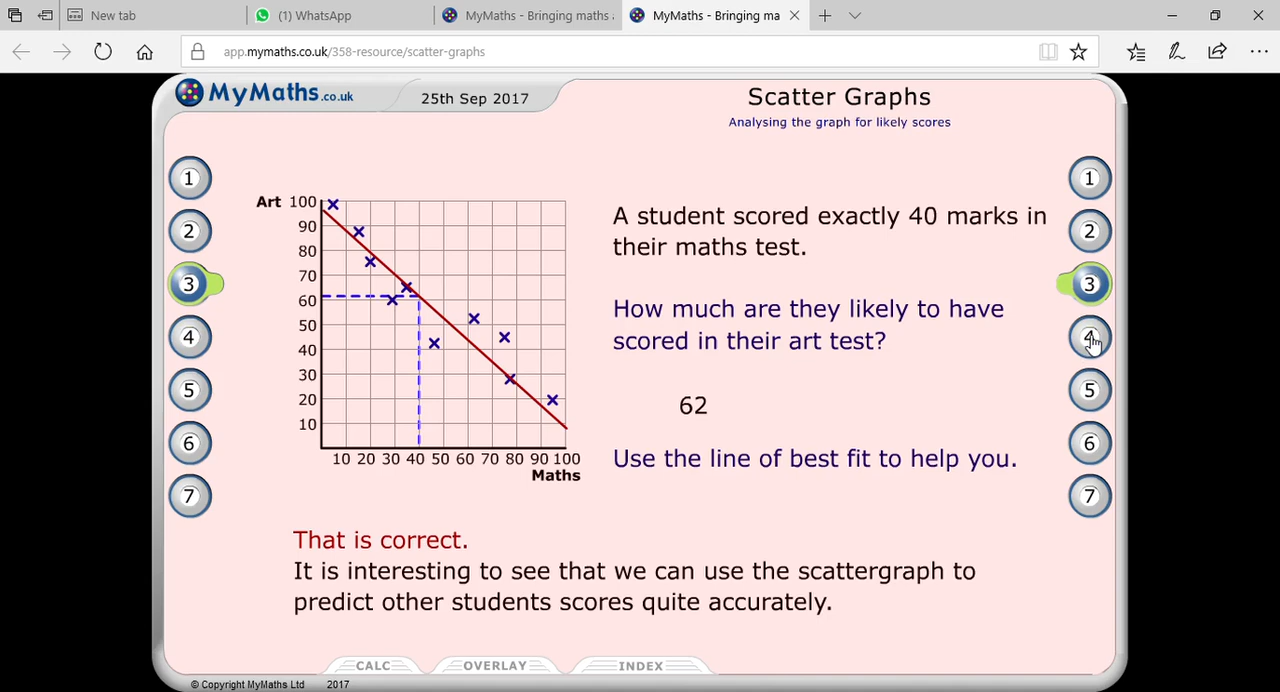 New tab
(1) WhatsApp
MyMaths - Bringing maths
MyMaths - Bringing ma
app.mymaths.co.uk/358-resource/scatter-graphs
MyMaths.co.uk
25th Sep 2017
Scatter Graphs
Analysing the graph for likely scores
1
2
3
4
5
6
7
Art
100
90
80
70
60
50
40
30
20
10
10 20 30 40 50 60 70 80 90 100
Maths
A student scored exactly 40 marks in
their maths test.
How much are they likely to have
scored in their art test?
62
Use the line of best fit to help you.
1
2
3
4
5
6
7
That is correct.
It is interesting to see that we can use the scattergraph to
predict other students scores quite accurately.
CALC
OVERLAY
INDEX
© Copyright MyMaths Ltd 2017